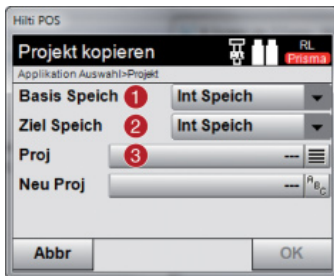 Hilti POS
Projekt kopieren
RL
Prisma
Applikation Auswahl>Projekt
Basis Speich 1 Int Speich
Ziel Speich 2 Int Speich
Proj 3 ---
Neu Proj --- ABC
Abbr OK